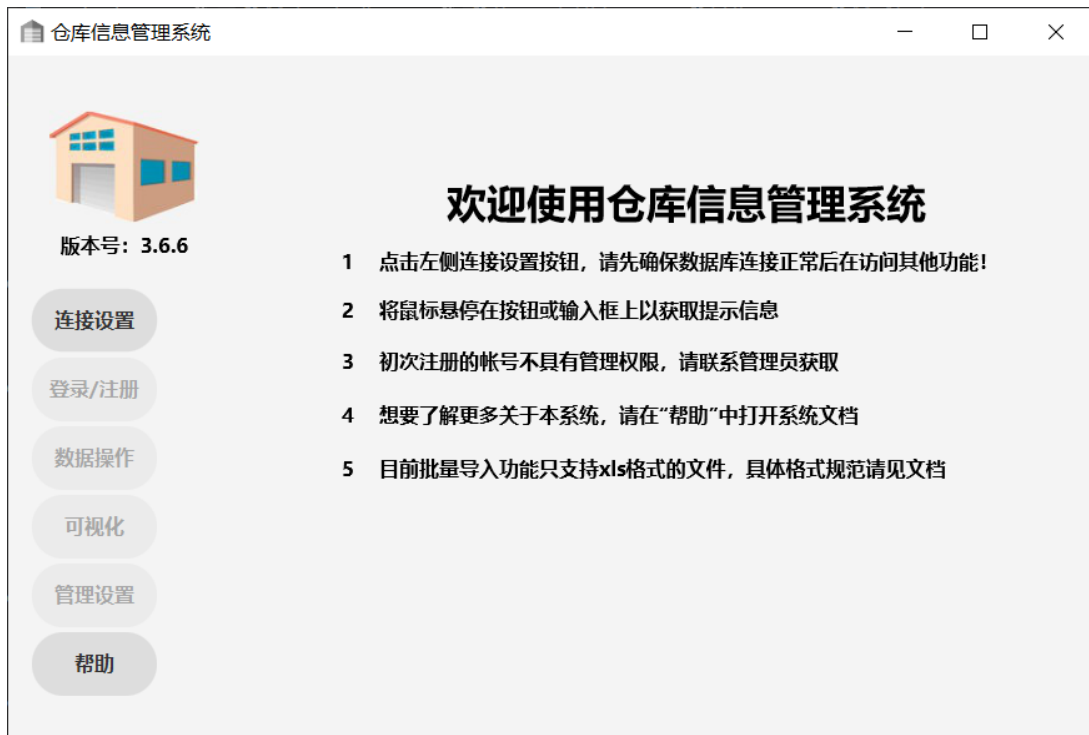 仓库信息管理系统
版本号：3.6.6
连接设置
登录/注册
数据操作
可视化
管理设置
帮助
欢迎使用仓库信息管理系统
1 点击左侧连接设置按钮，请先确保数据库连接正常后在访问其他功能！
2 将鼠标悬停在按钮或输入框上以获取提示信息
3 初次注册的帐号不具有管理权限，请联系管理员获取
4 想要了解更多关于本系统，请在“帮助”中打开系统文档
5 目前批量导入功能只支持xls格式的文件，具体格式规范请见文档